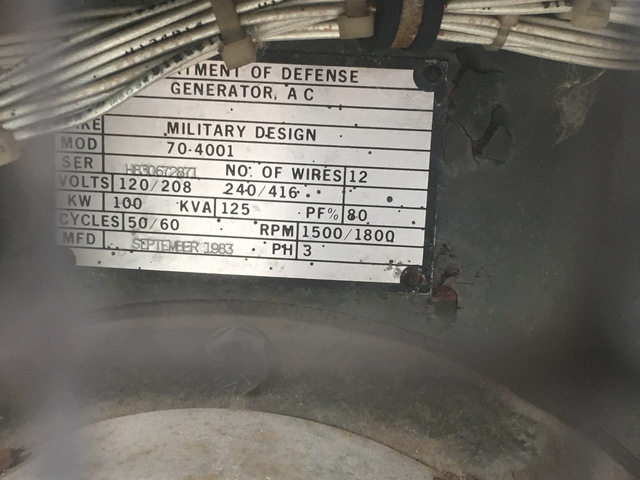 TMENT OF DEFENSE
GENERATOR, A C
KE MILITARY DESIGN
MOD 70-4001
SER NO. OF WIRES 12
VOLTS 120/208 240/416
KW 100 KVA 125 PF% 80
CYCLES 50/60 RPM 1500/1800
MFD SEPTEMBER 1983 PH 3